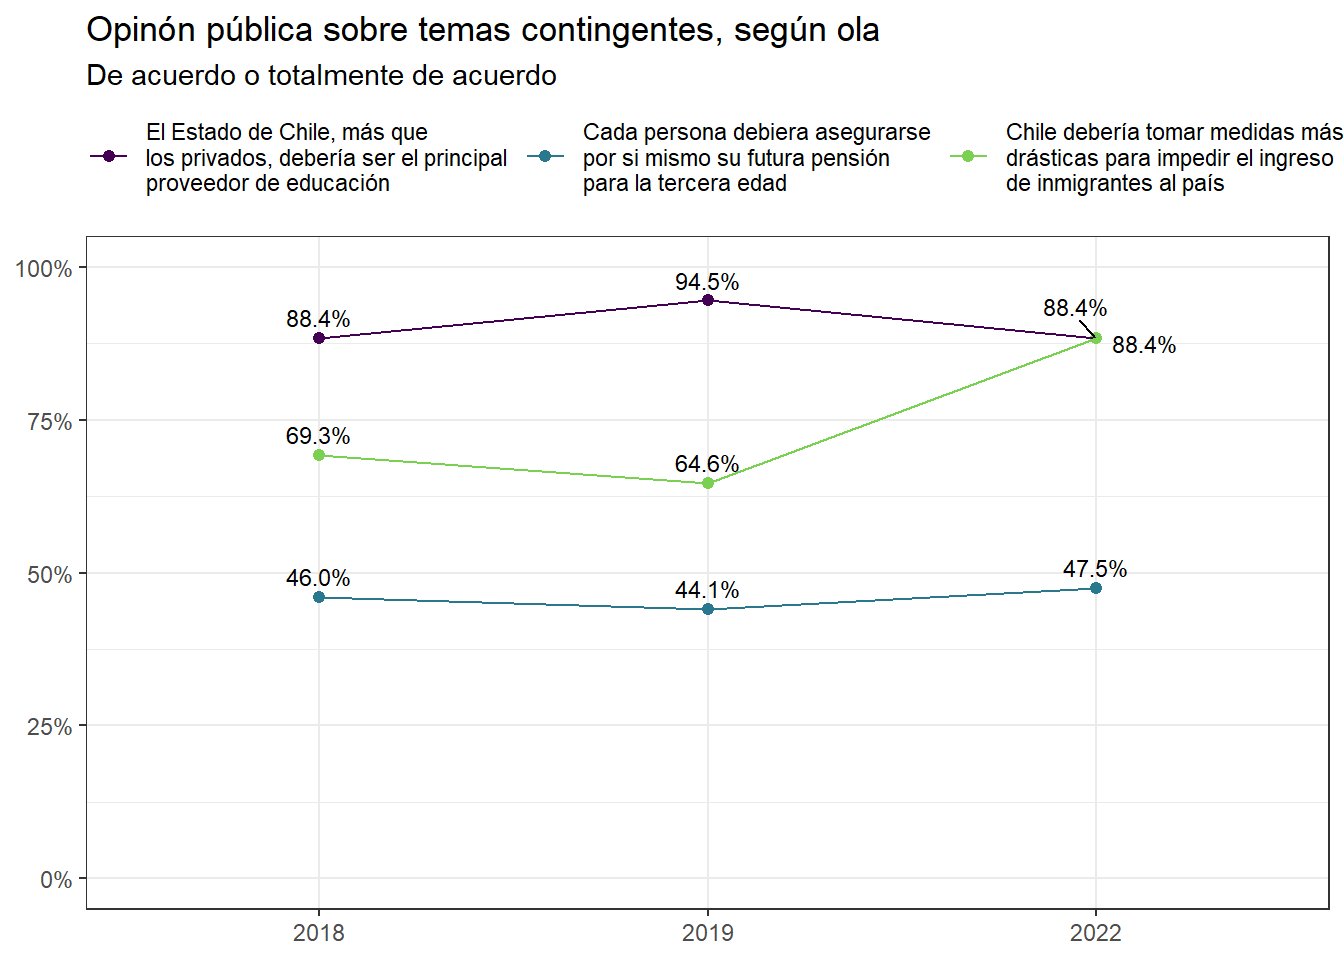 Opinón pública sobre temas contingentes, según ola
De acuerdo o totalmente de acuerdo
El Estado de Chile, más que
los privados, debería ser el principal
proveedor de educación
Cada persona debiera asegurarse
por si mismo su futura pensión
para la tercera edad
Chile debería tomar medidas más
drásticas para impedir el ingreso
de inmigrantes al país
100%
75%
50%
25%
0%
88.4%
94.5%
88.4%
88.4%
69.3%
64.6%
46.0%
44.1%
47.5%
2018
2019
2022